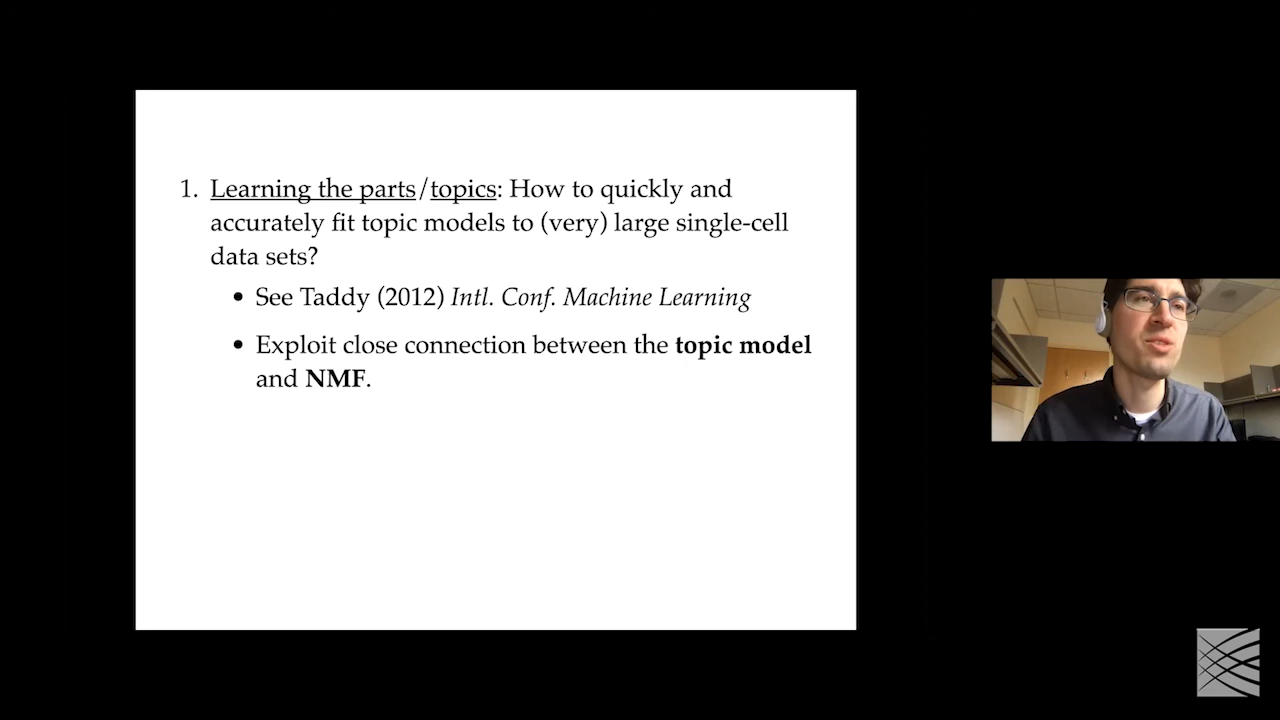 1. Learning the parts/topics: How to quickly and
accurately fit topic models to (very) large single-cell
data sets?
• See Taddy (2012) Intl. Conf. Machine Learning
• Exploit close connection between the topic model
and NMF.